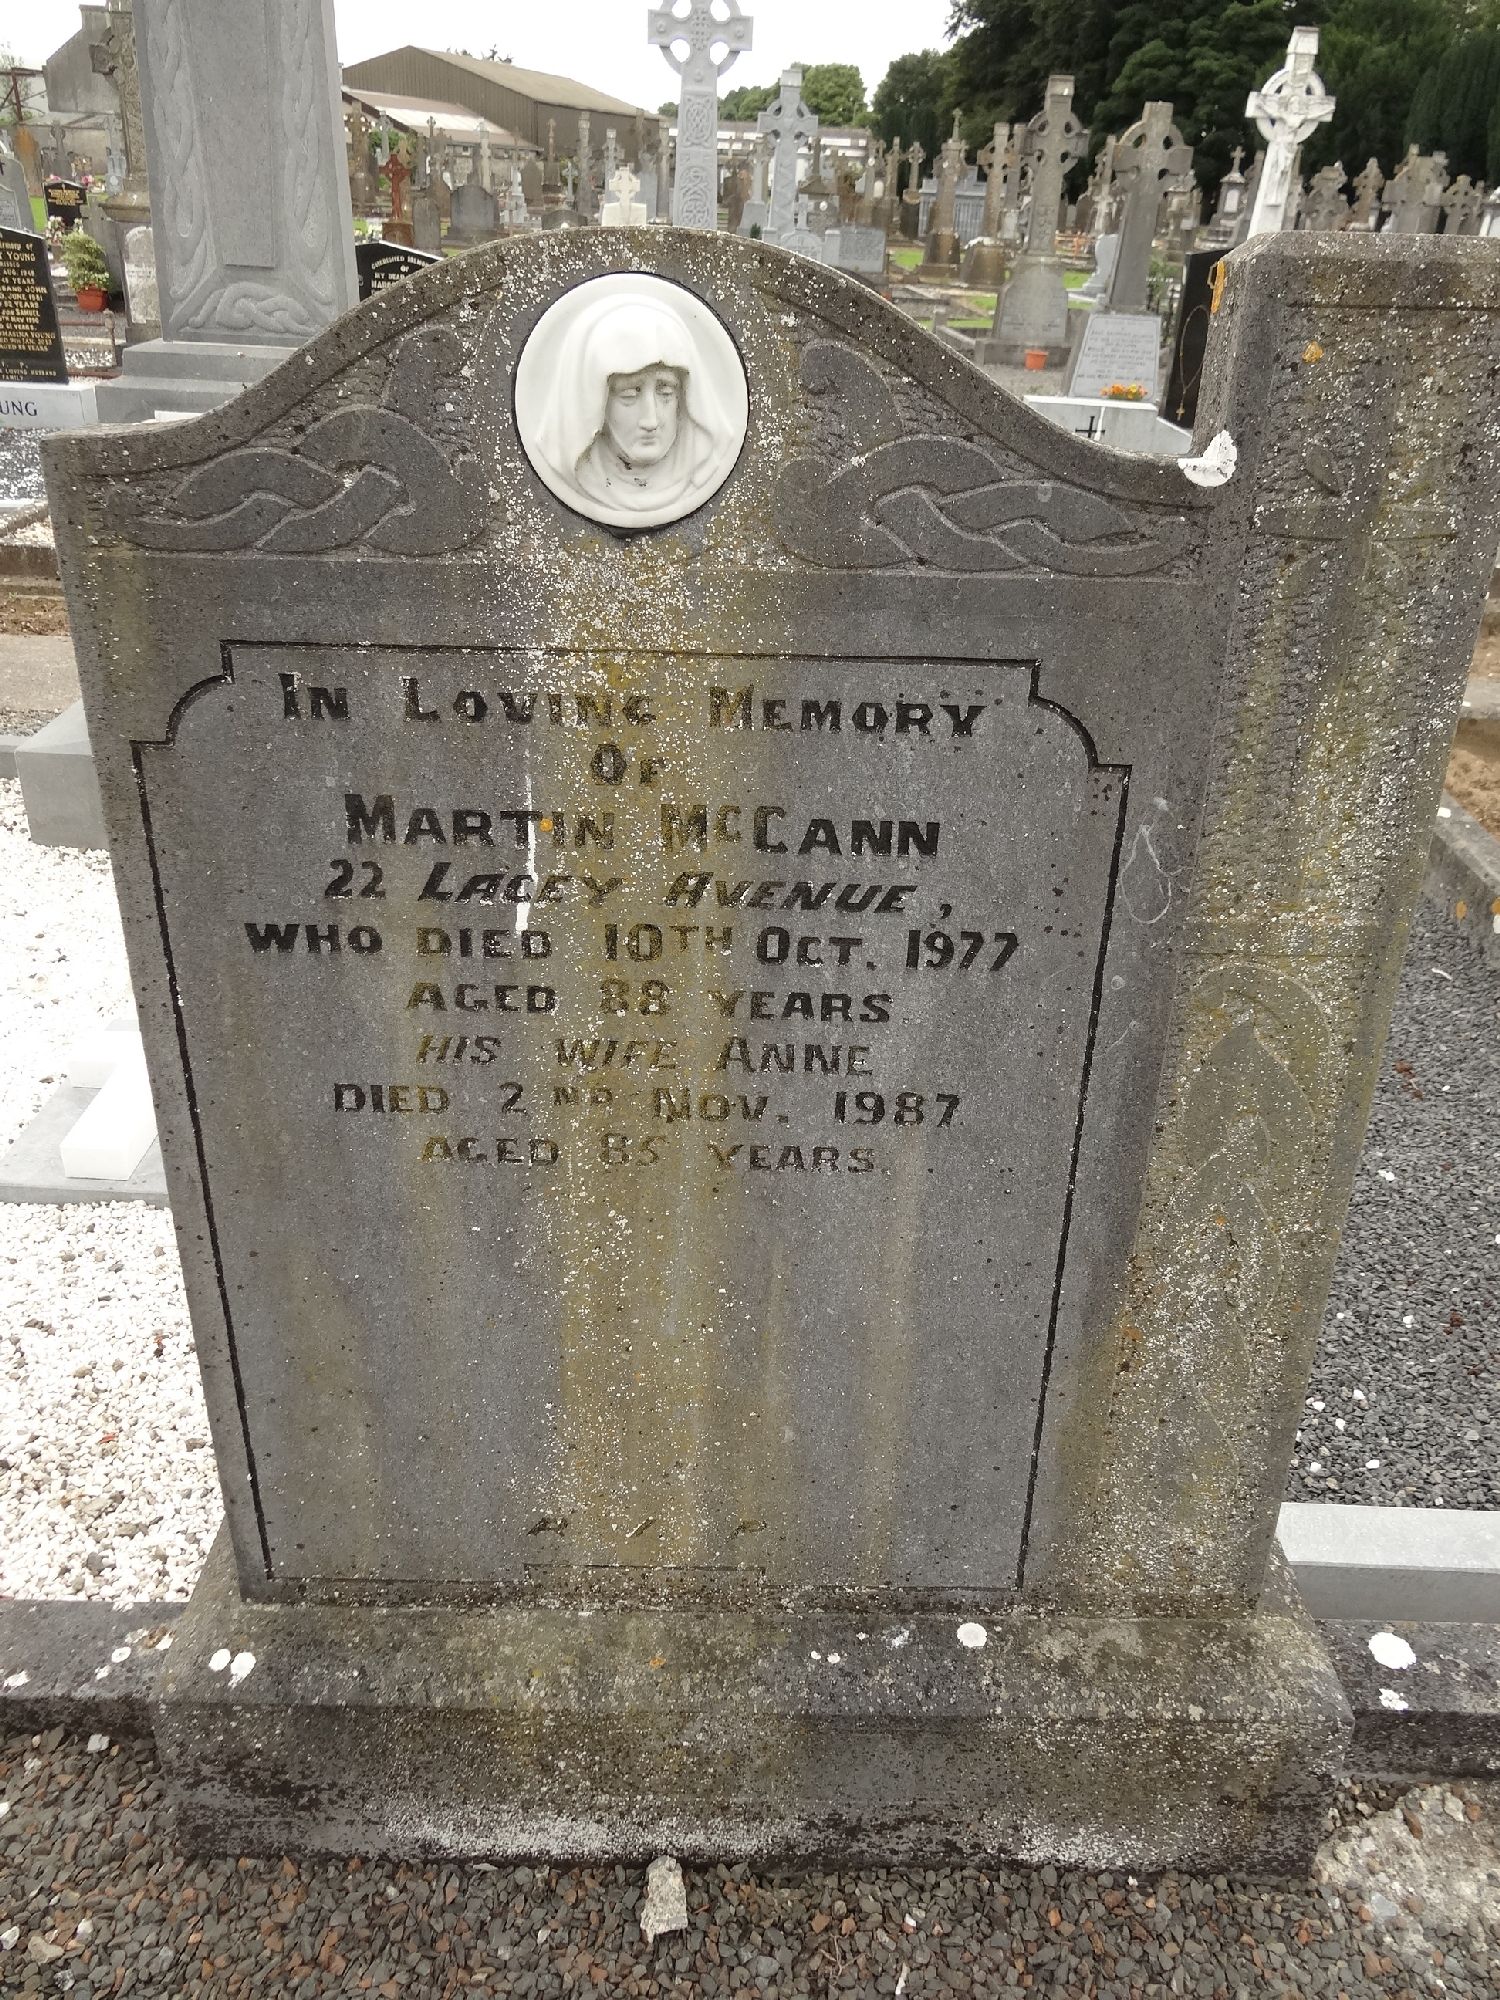 IN LOVING MEMORY
OF
MARTIN McCANN
22 LACEY AVENUE,
WHO DIED 10TH OCT. 1977
AGED 88 YEARS
HIS WIFE ANNE
DIED 2ND NOV. 1987
AGED 85 YEARS
R I P
UNG